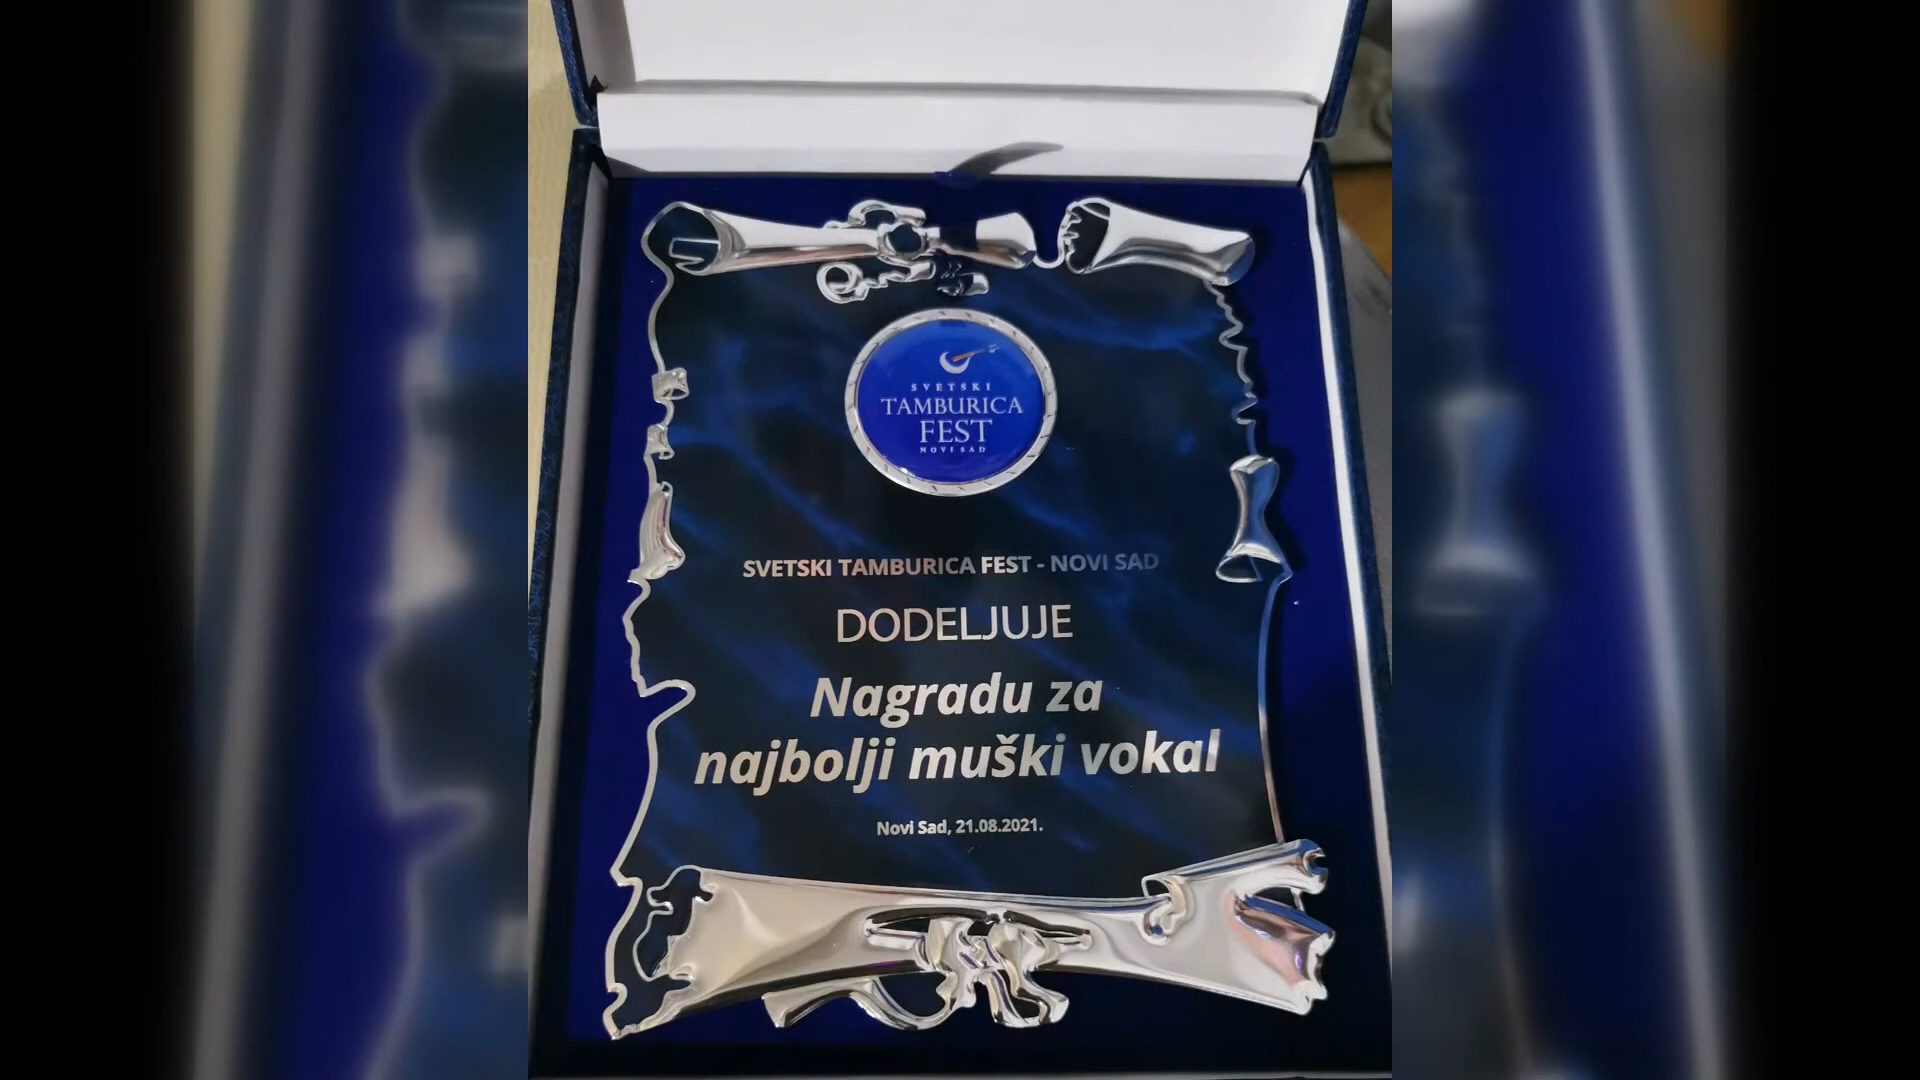 SVETSKI
TAMBURICA
FEST
NOVI SAD
SVETSKI TAMBURICA FEST - NOVI SAD
DODELJUJE
Nagradu za
najbolji muški vokal
Novi Sad, 21.08.2021.